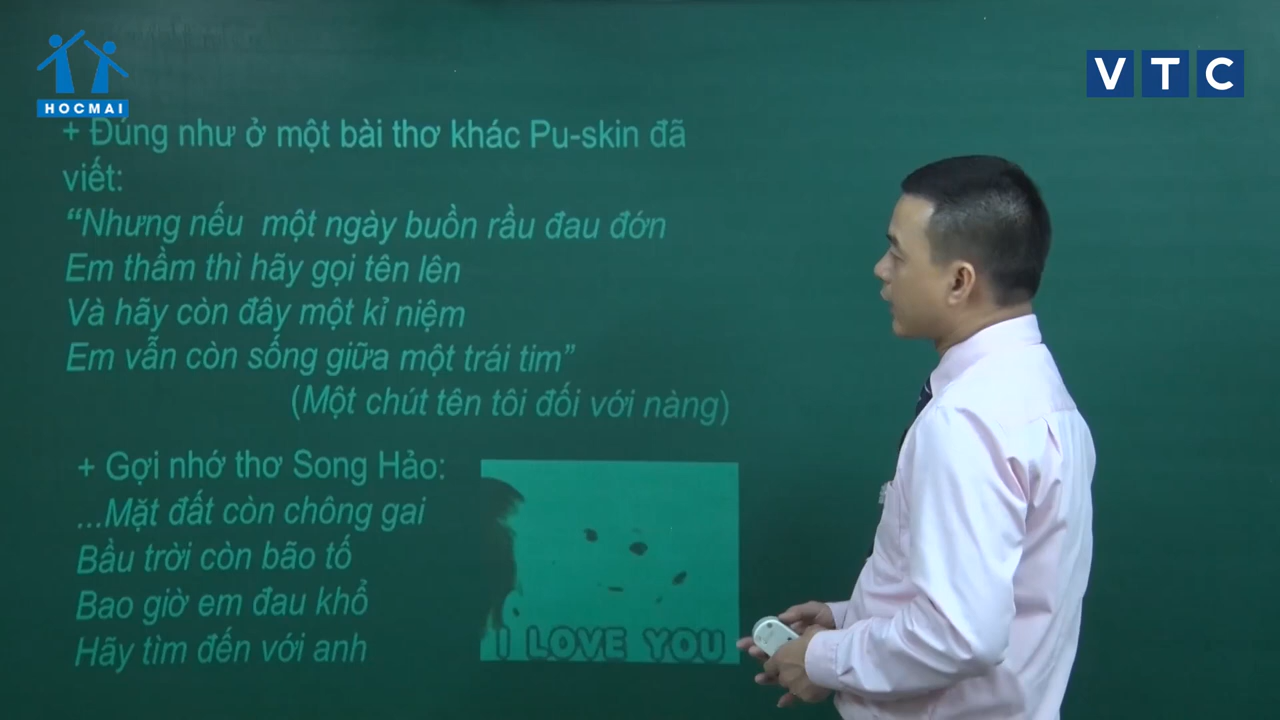 HOCMAI
VTC
+ Đúng như ở một bài thơ khác Pu-skin đã
viết:
“Nhưng nếu một ngày buồn rầu đau đớn
Em thầm thì hãy gọi tên lên
Và hãy còn đây một kỉ niệm
Em vẫn còn sống giữa một trái tim”
(Một chút tên tôi đối với nàng)
+ Gợi nhớ thơ Song Hảo:
...Mặt đất còn chông gai
Bầu trời còn bão tố
Bao giờ em đau khổ
Hãy tìm đến với anh
I LOVE YOU